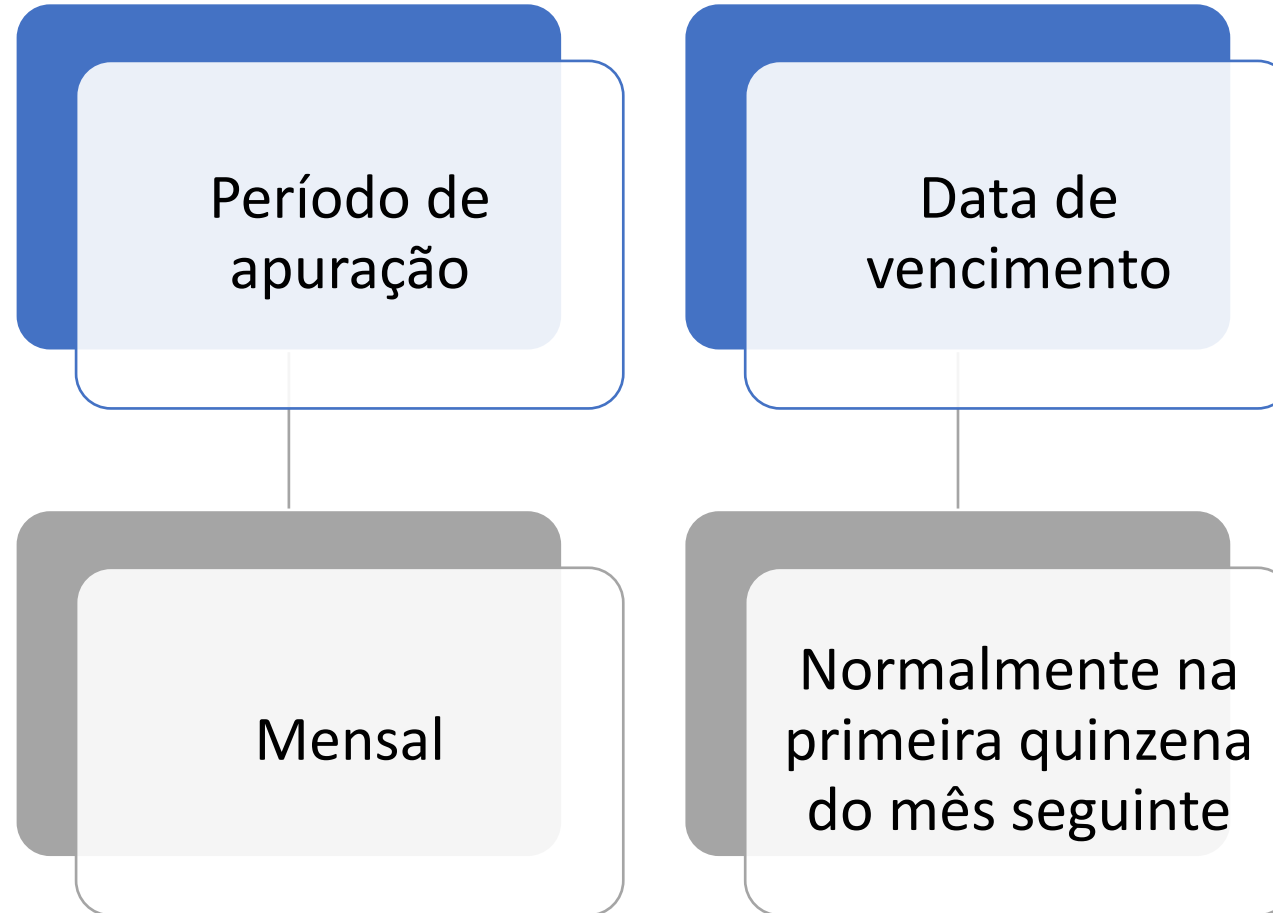 Período de
apuração
Data de
vencimento
Mensal
Normalmente na
primeira quinzena
do mês seguinte